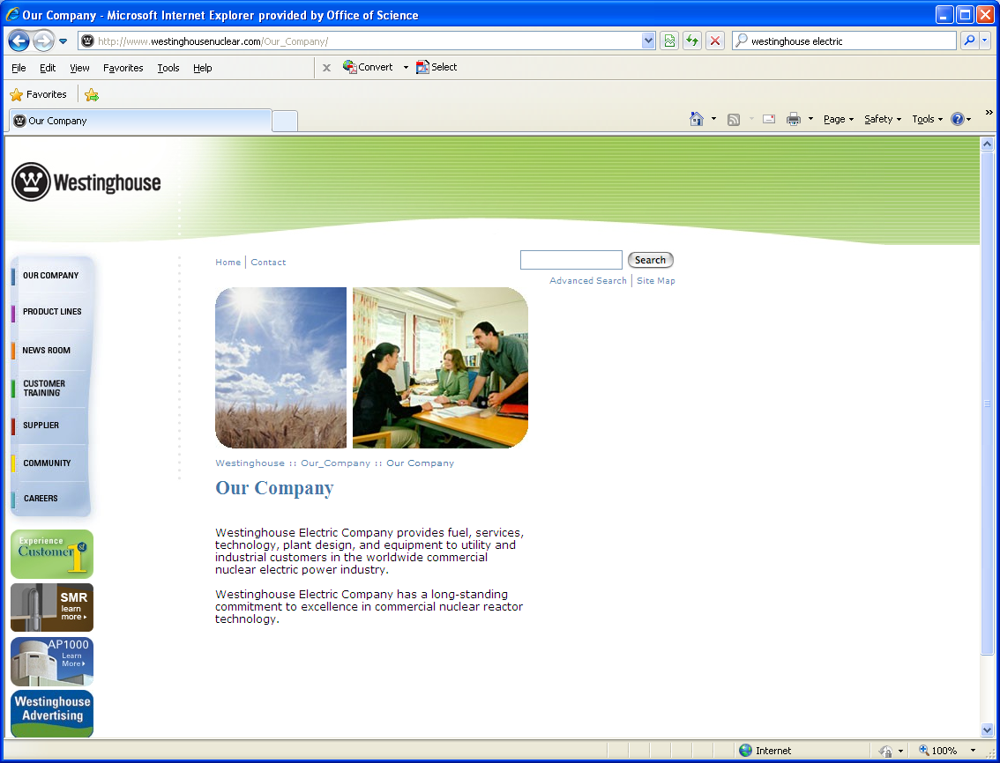 Our Company - Microsoft Internet Explorer provided by Office of Science
http://www.westinghousenuclear.com/Our_Company/
westinghouse electric
File Edit View Favorites Tools Help
x Convert Select
Favorites
Our Company
Page Safety Tools
Westinghouse
Home Contact
Search
Advanced Search Site Map
OUR COMPANY
PRODUCT LINES
NEWS ROOM
CUSTOMER
TRAINING
SUPPLIER
COMMUNITY
CAREERS
Experience
Customer 1st
SMR
learn
more
AP1000
Learn
More
Westinghouse
Advertising
Westinghouse :: Our_Company :: Our Company
Our Company
Westinghouse Electric Company provides fuel, services,
technology, plant design, and equipment to utility and
industrial customers in the worldwide commercial
nuclear electric power industry.
Westinghouse Electric Company has a long-standing
commitment to excellence in commercial nuclear reactor
technology.
Internet
100%